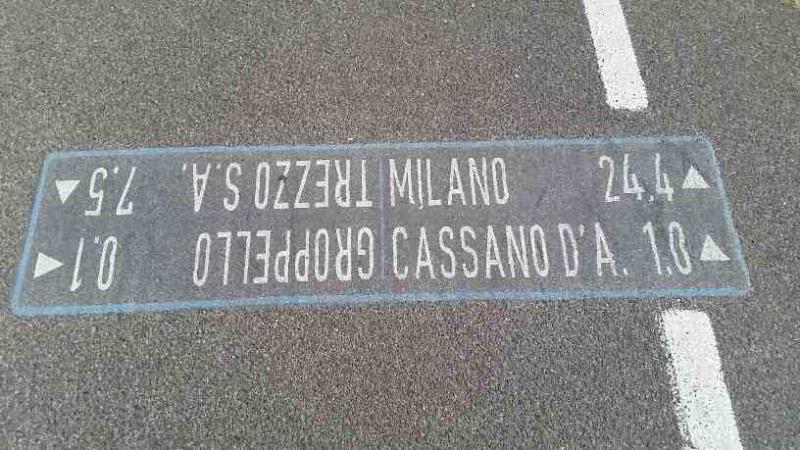 MILANO 24,4
CASSANO D'A. 1.0
GROPPELLO 0.1
TREZZO S.A. 7.5